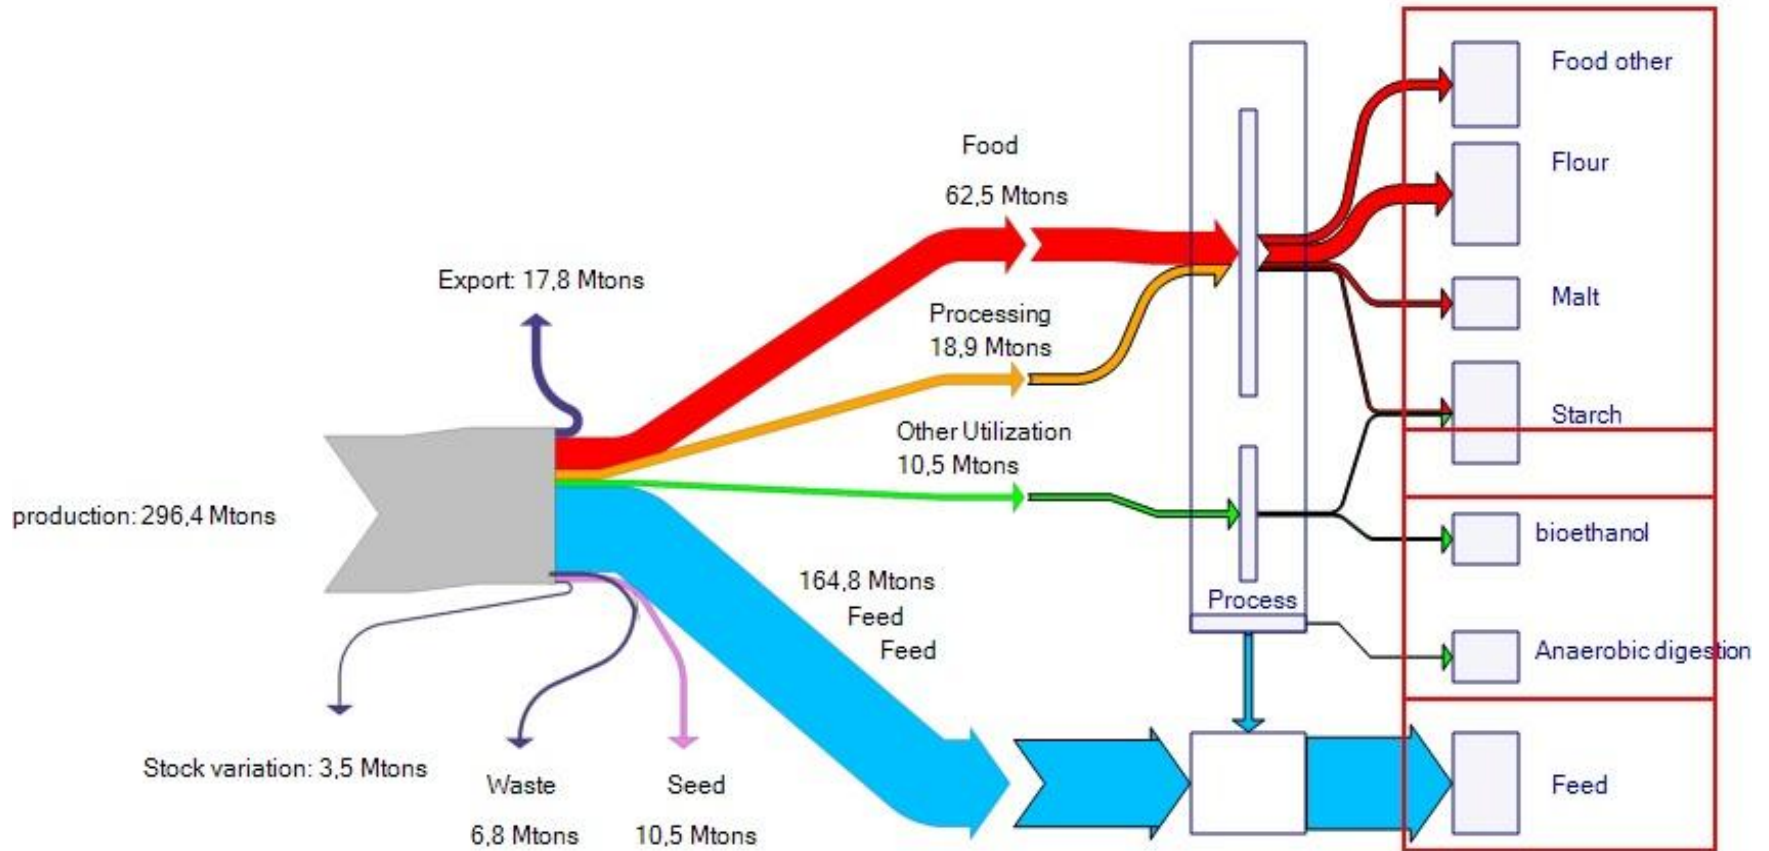 Food other
Flour
Food
62,5 Mtons
Export: 17,8 Mtons
Malt
Processing
18,9 Mtons
Starch
Other Utilization
10,5 Mtons
production: 296,4 Mtons
bioethanol
164,8 Mtons
Feed
Feed
Process
Anaerobic digestion
Stock variation: 3,5 Mtons
Waste
6,8 Mtons
Seed
10,5 Mtons
Feed